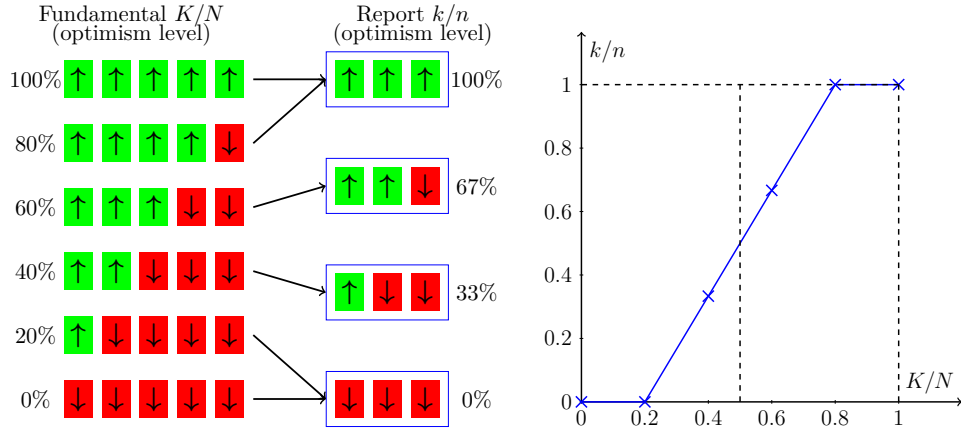 Fundamental K/N
(optimism level)
Report k/n
(optimism level)
100% ↑ ↑ ↑ ↑ ↑
↑ ↑ ↑ 100%
80% ↑ ↑ ↑ ↑ ↓
↑ ↑ ↓ 67%
60% ↑ ↑ ↑ ↓ ↓
40% ↑ ↑ ↓ ↓ ↓
↑ ↓ ↓ 33%
20% ↑ ↓ ↓ ↓ ↓
0% ↓ ↓ ↓ ↓ ↓
↓ ↓ ↓ 0%
k/n
1
0.8
0.6
0.4
0.2
0
K/N
0 0.2 0.4 0.6 0.8 1